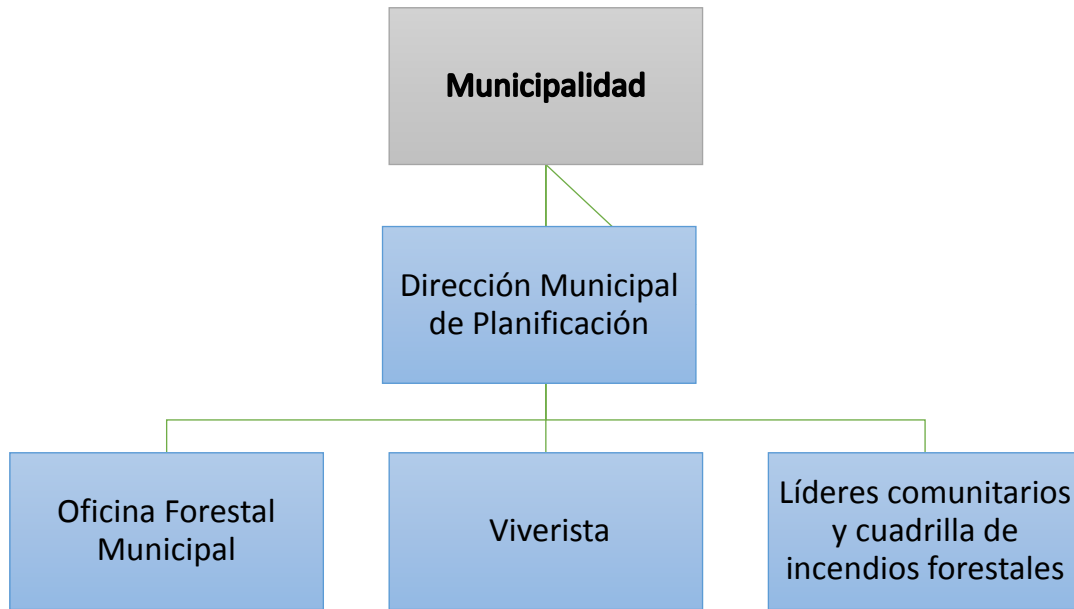 Municipalidad
Dirección Municipal
de Planificación
Oficina Forestal
Municipal
Viverista
Líderes comunitarios
y cuadrilla de
incendios forestales